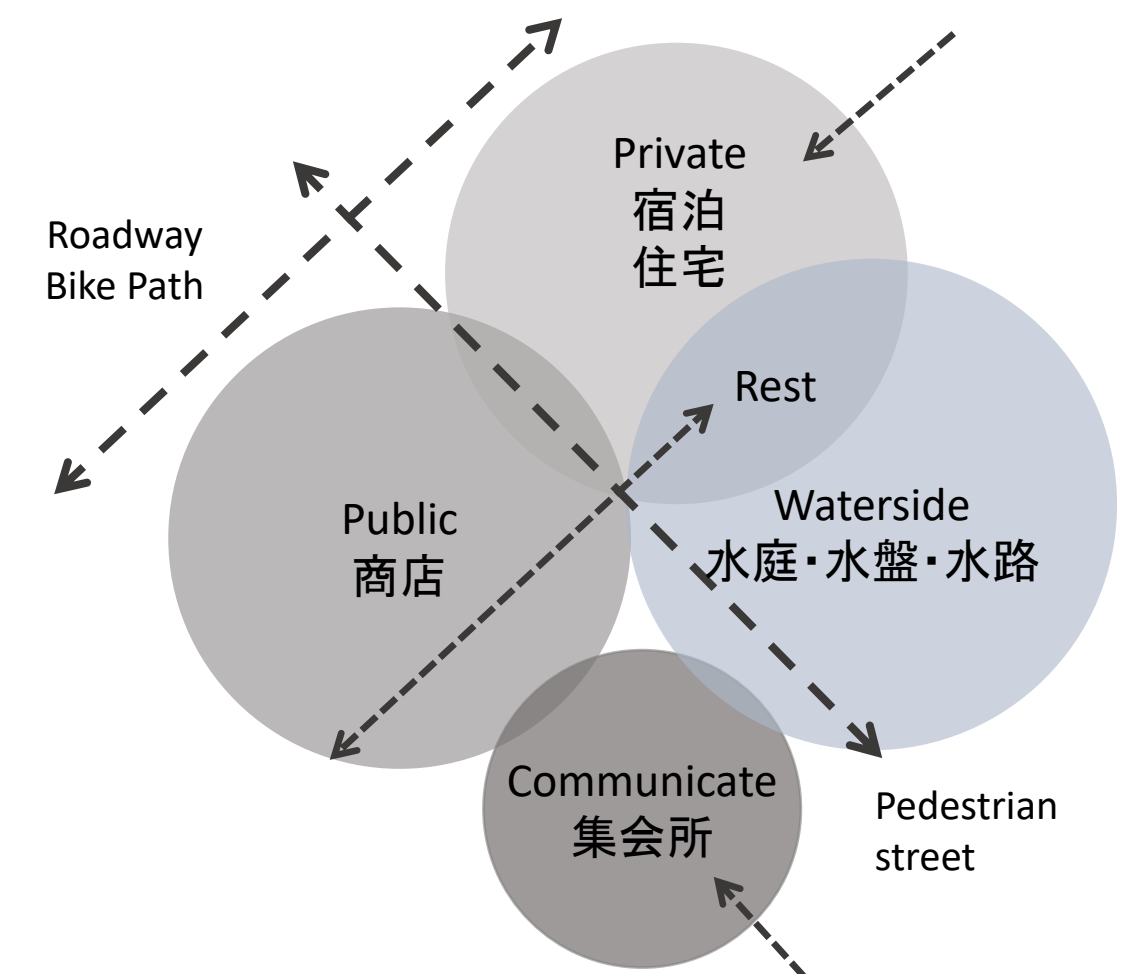 Private
宿泊
住宅
Roadway
Bike Path
Rest
Public
商店
Waterside
水庭・水盤・水路
Communicate
集会所
Pedestrian
street